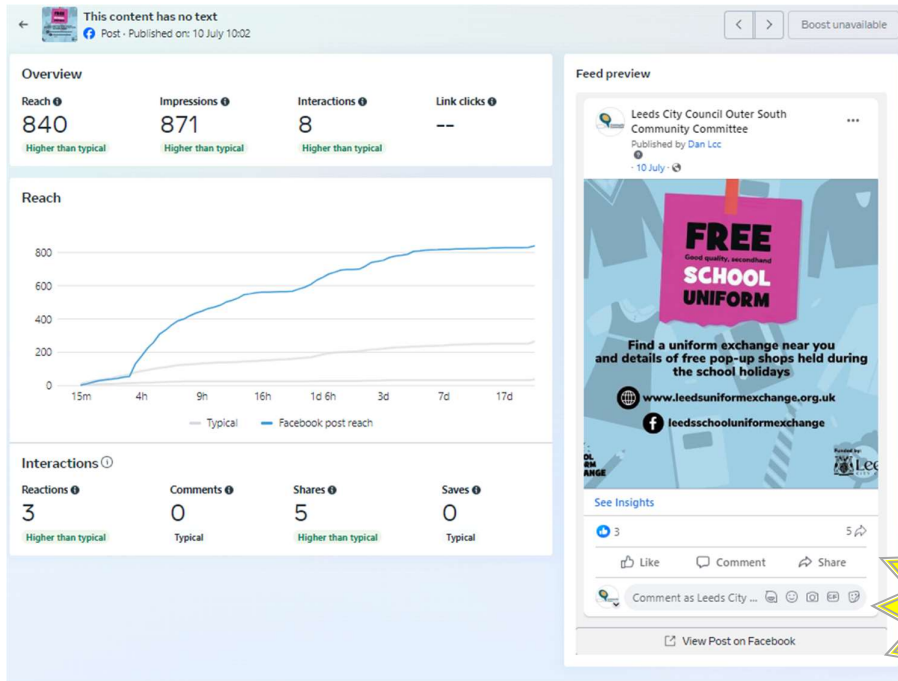 This content has no text
Post · Published on: 10 July 10:02
Boost unavailable
Overview
Reach
Impressions
Interactions
Link clicks
840
871
8
--
Higher than typical
Higher than typical
Higher than typical
Reach
800
600
400
200
0
15m 4h 9h 16h 1d 6h 3d 7d 17d
Typical Facebook post reach
Interactions
Reactions
Comments
Shares
Saves
3
0
5
0
Higher than typical
Typical
Higher than typical
Typical
Feed preview
Leeds City Council Outer South
Community Committee
Published by Dan Lcc
· 10 July ·
FREE
Good quality, secondhand
SCHOOL
UNIFORM
Find a uniform exchange near you
and details of free pop-up shops held during
the school holidays
www.leedsuniformexchange.org.uk
leedsschooluniformexchange
Funded by:
Lee
See Insights
3
5
Like
Comment
Share
Comment as Leeds City ...
GIF
View Post on Facebook